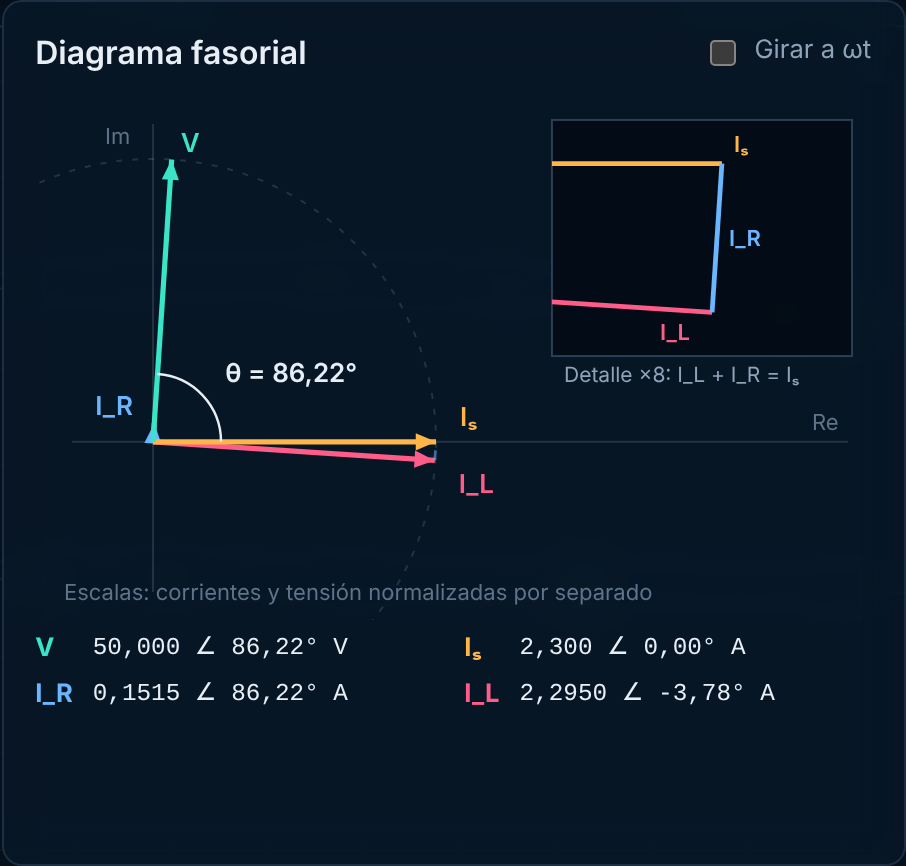 Diagrama fasorial
Girar a ωt
Im
V
Iₛ
I_R
I_L
Detalle ×8: I_L + I_R = Iₛ
θ = 86,22°
I_R
Iₛ
Re
I_L
Escalas: corrientes y tensión normalizadas por separado
V 50,000 ∠ 86,22° V
Iₛ 2,300 ∠ 0,00° A
I_R 0,1515 ∠ 86,22° A
I_L 2,2950 ∠ -3,78° A